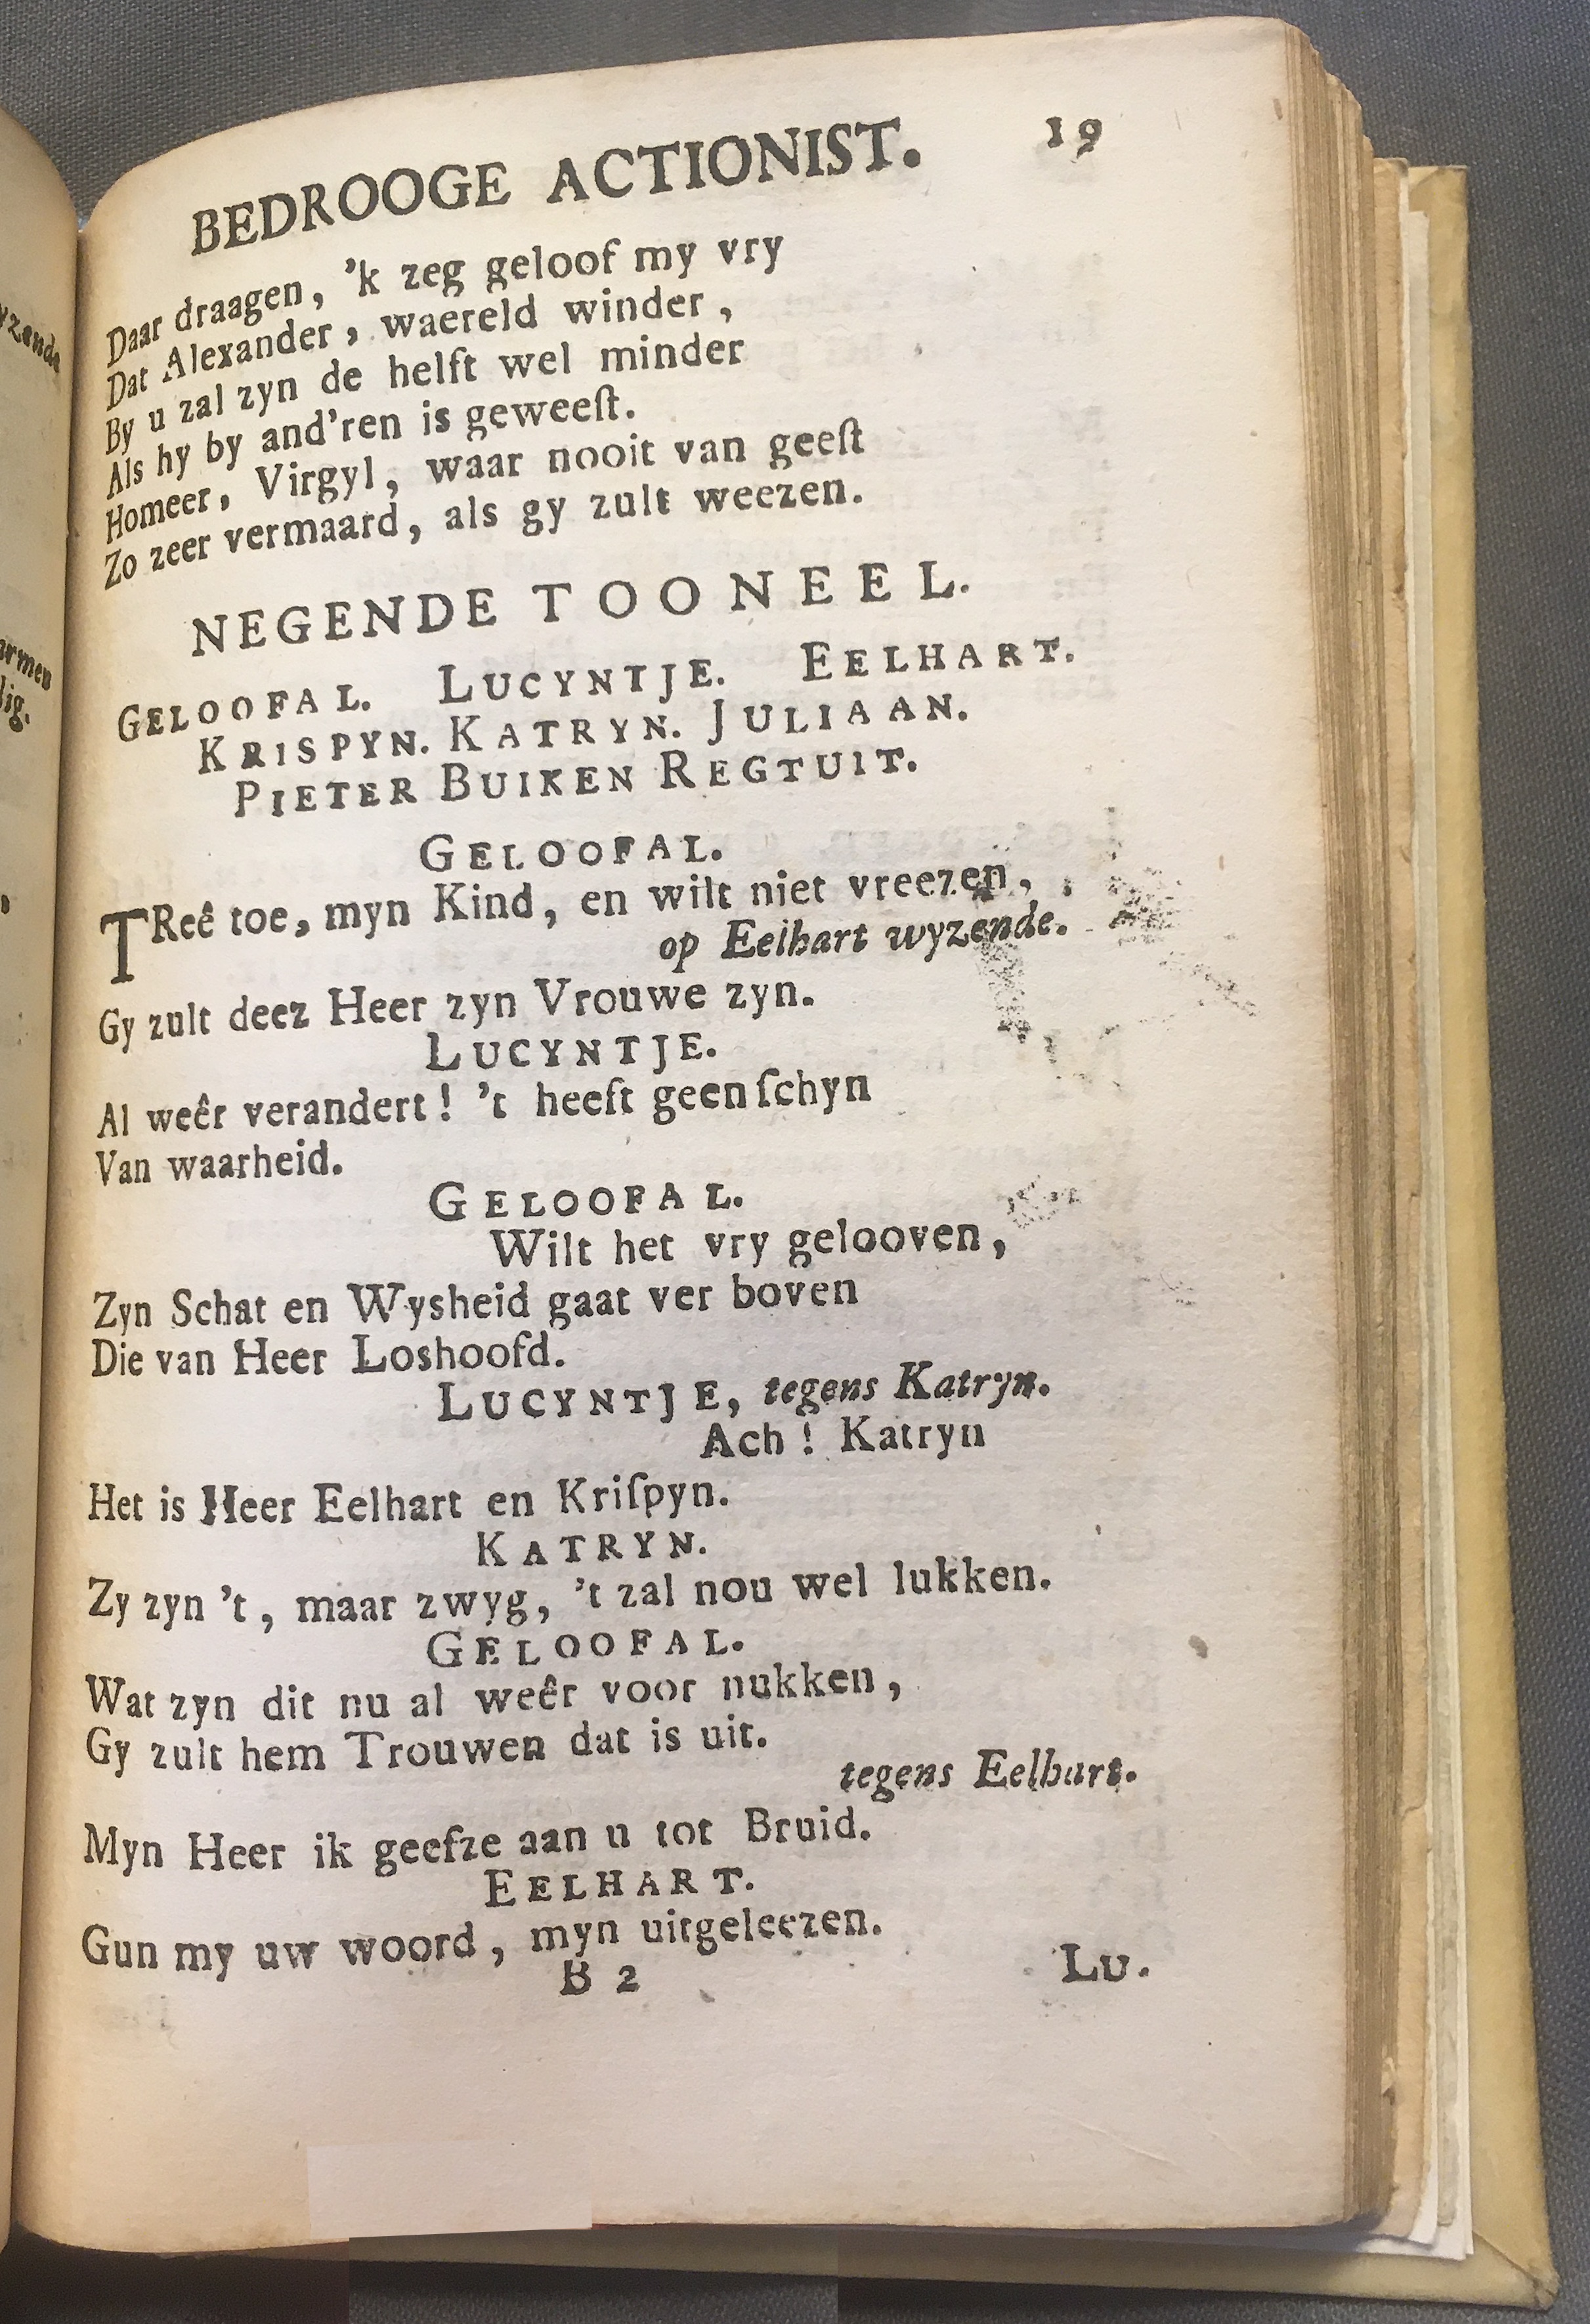 BEDROOGE ACTIONIST. 19
Daar draagen, 'k zeg geloof my vry
Dat Alexander, waereld winder,
By u zal zyn de helft wel minder
Als hy by and'ren is geweeſt.
Homeer, Virgyl, waar nooit van geeſt
Zo zeer vermaard, als gy zult weezen.
NEGENDE TOONEEL.
GELOOFAL. LUCYNTJE. EELHART.
KRISPYN. KATRYN. JULIAAN.
PIETER BUIKEN REGTUIT.
GELOOFAL.
TReê toe, myn Kind, en wilt niet vreezen,
op Eelhart wyzende.
Gy zult deez Heer zyn Vrouwe zyn.
LUCYNTJE.
Al weêr verandert! 't heeft geen ſchyn
Van waarheid.
GELOOFAL.
Wilt het vry gelooven,
Zyn Schat en Wysheid gaat ver boven
Die van Heer Loshoofd.
LUCYNTJE, tegens Katryn.
Ach! Katryn
Het is Heer Eelhart en Kriſpyn.
KATRYN.
Zy zyn 't, maar zwyg, 't zal nou wel lukken.
GELOOFAL.
Wat zyn dit nu al weêr voor nukken,
Gy zult hem Trouwen dat is uit.
tegens Eelhart.
Myn Heer ik geefze aan u tot Bruid.
EELHART.
Gun my uw woord, myn uitgeleezen.
B 2 LU.
yzende
armen
lig.